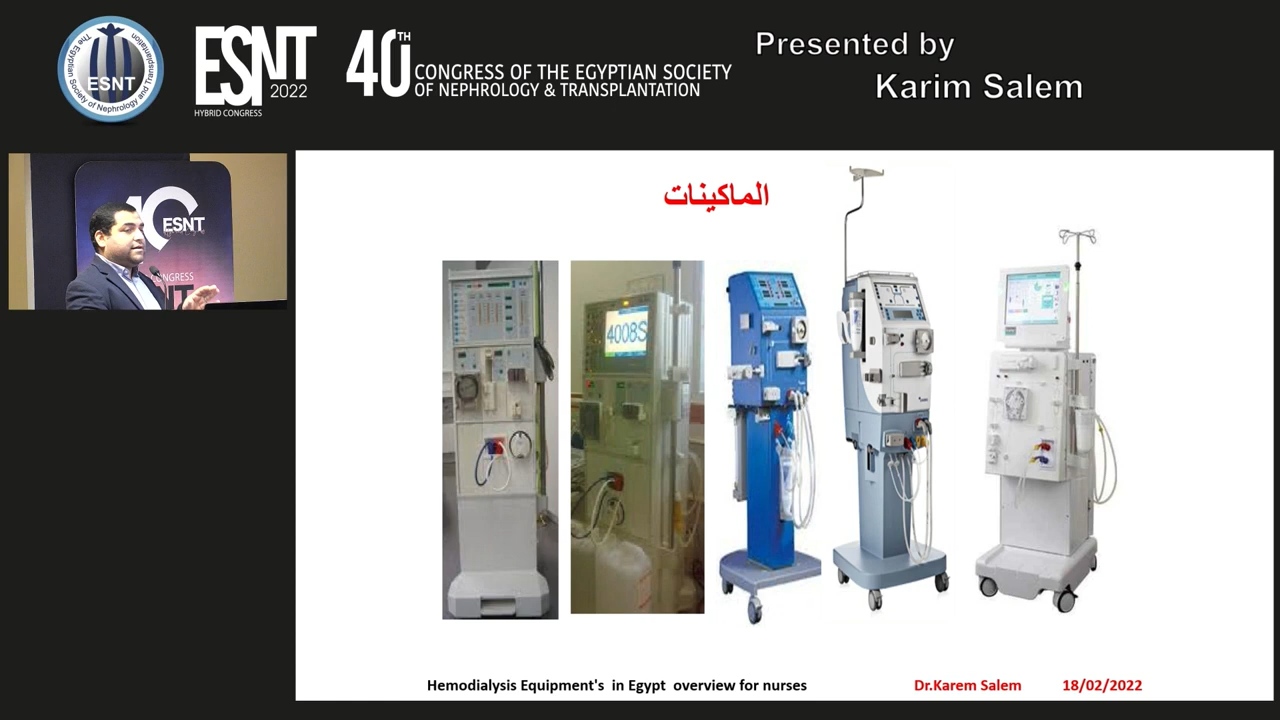 The Egyptian Society of Nephrology and Transplantation
ESNT
ESNT
2022
HYBRID CONGRESS
40TH
CONGRESS OF THE EGYPTIAN SOCIETY
OF NEPHROLOGY & TRANSPLANTATION
Presented by
Karim Salem
ESNT
CONGRESS
الماكينات
4008S
Hemodialysis Equipment's in Egypt overview for nurses
Dr.Karem Salem
18/02/2022